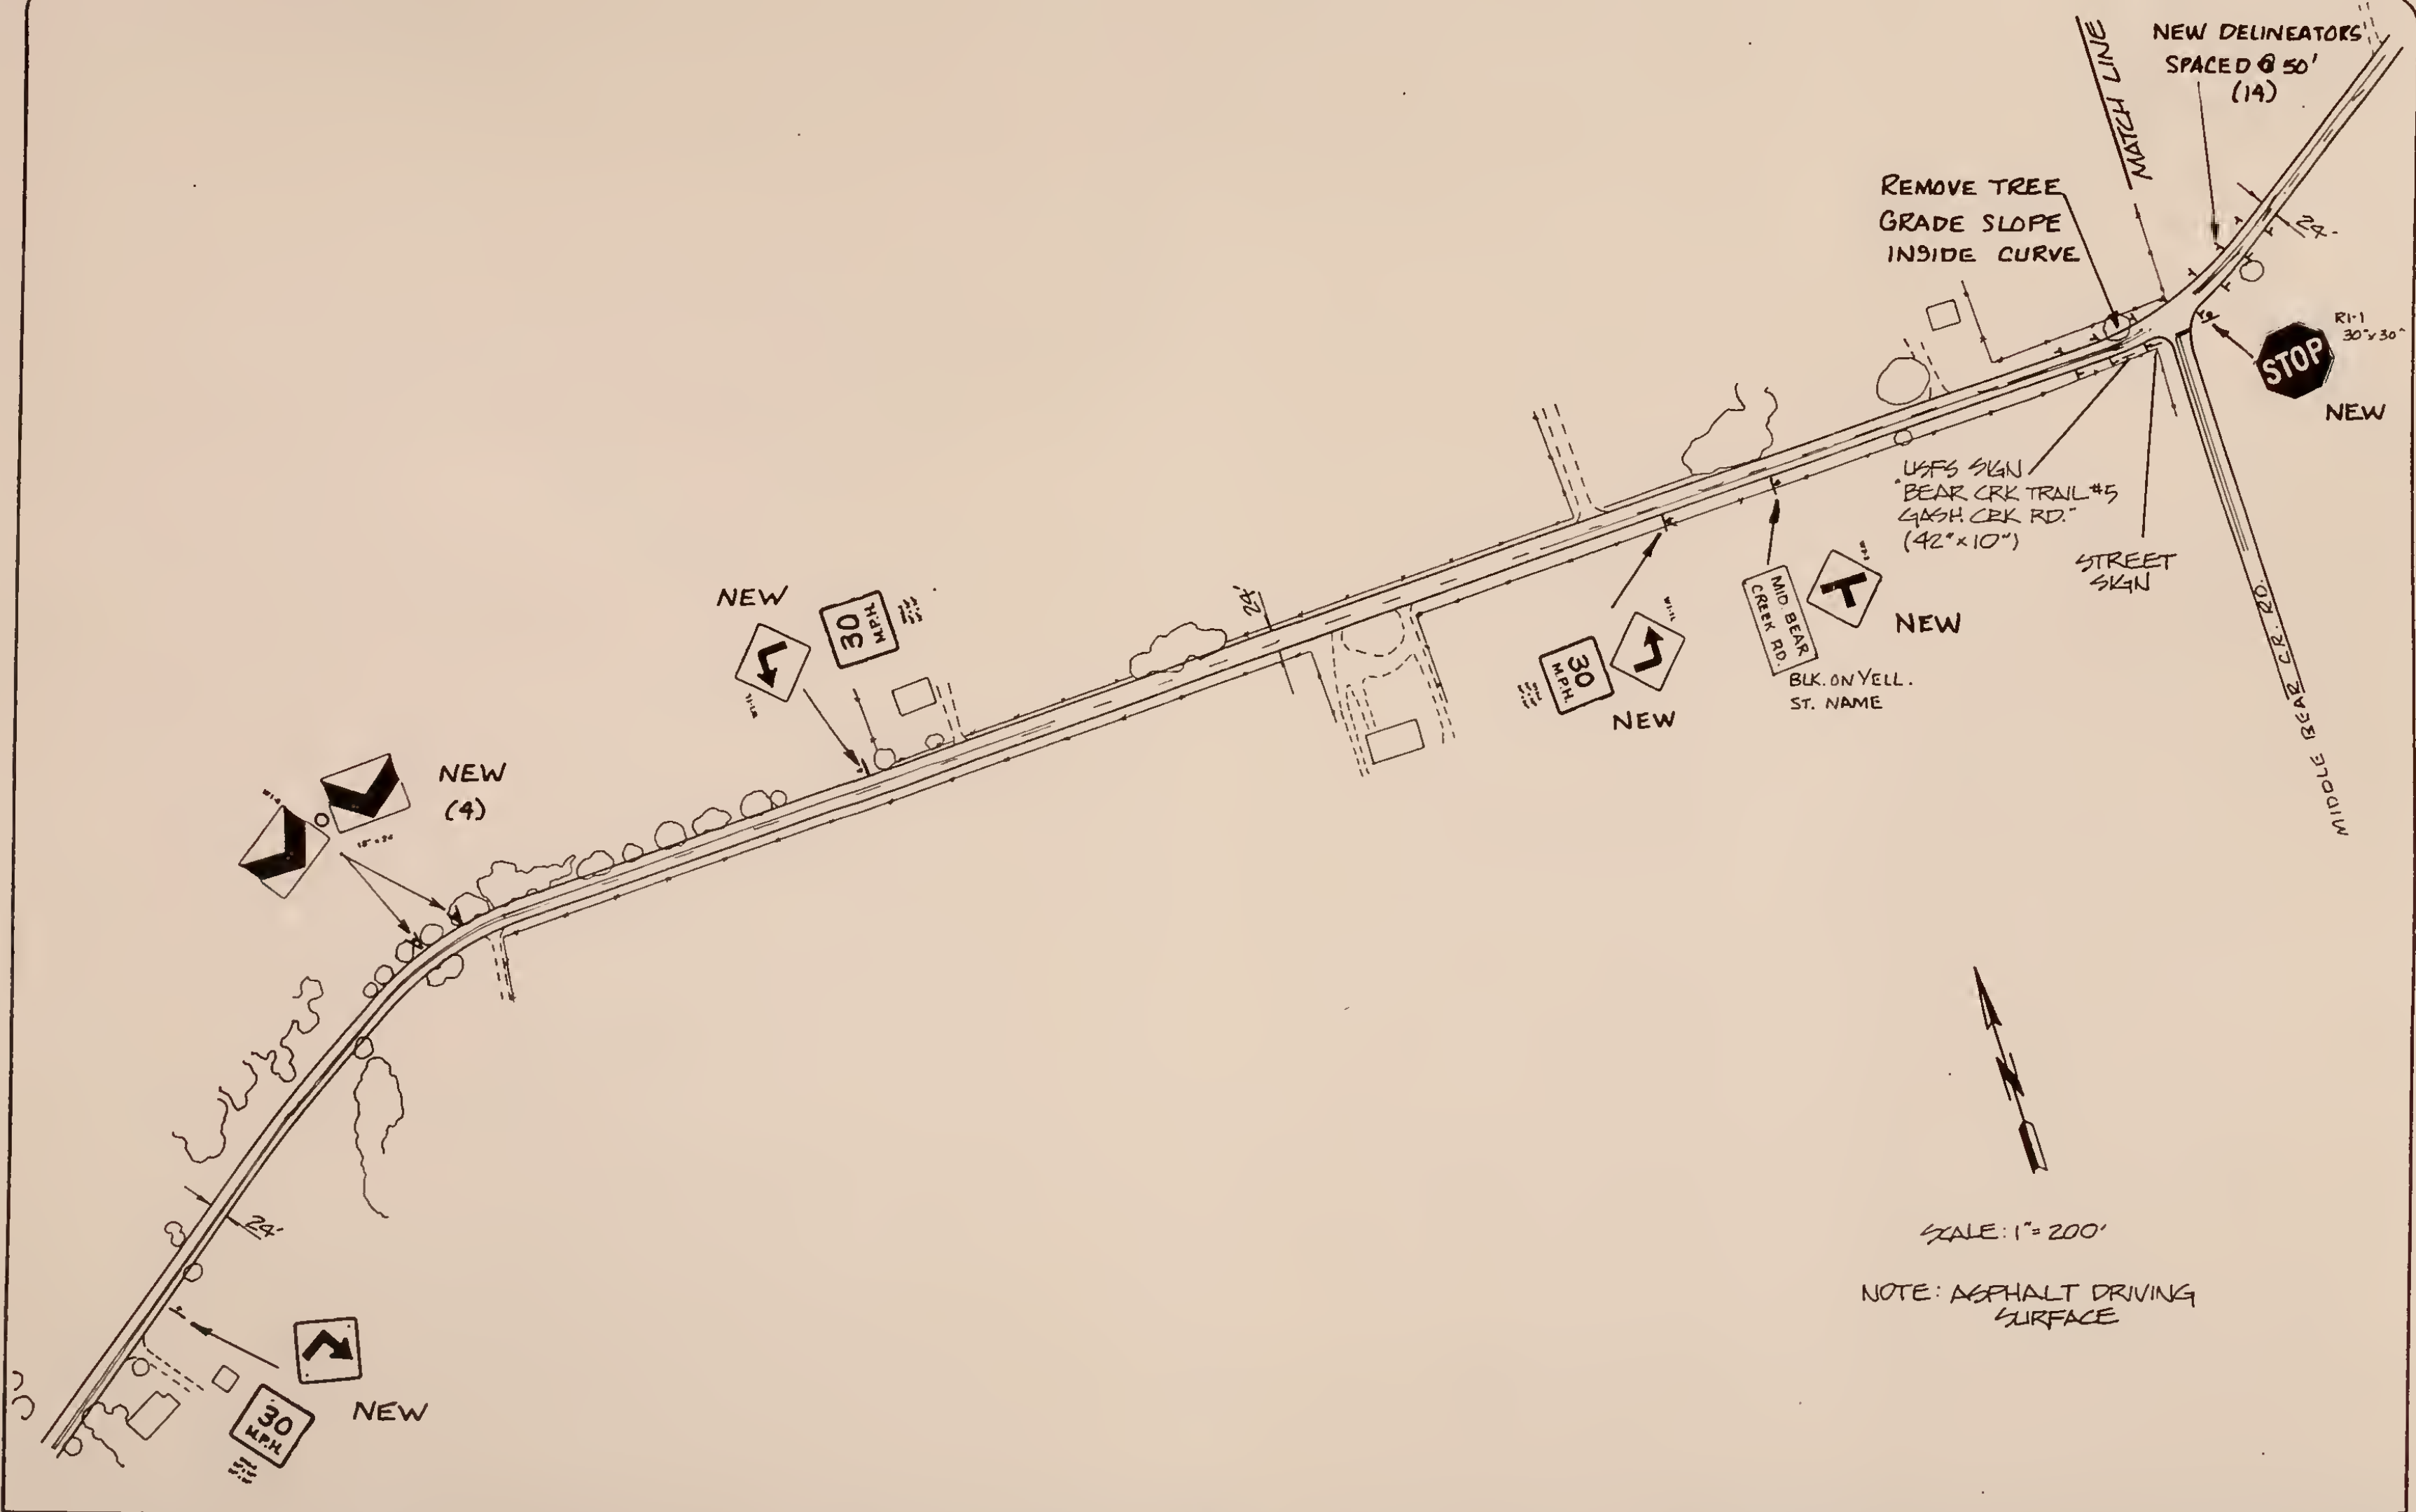 NEW DELINEATORS
SPACED @ 50'
(14)
MATCH LINE
REMOVE TREE
GRADE SLOPE
INSIDE CURVE
24'
R1-1
30"x30"
STOP
NEW
USFS SIGN
"BEAR CRK TRAIL #5
GASH CRK RD."
(42" x 10")
STREET
SIGN
MIDDLE BEAR CR. RD.
24'
MID. BEAR
CREEK RD.
NEW
BLK. ON YELL.
ST. NAME
30
M.P.H.
NEW
NEW
30
M.P.H.
NEW
(4)
18" x 24"
24'
30
M.P.H.
NEW
N
SCALE: 1" = 200'
NOTE: ASPHALT DRIVING
SURFACE